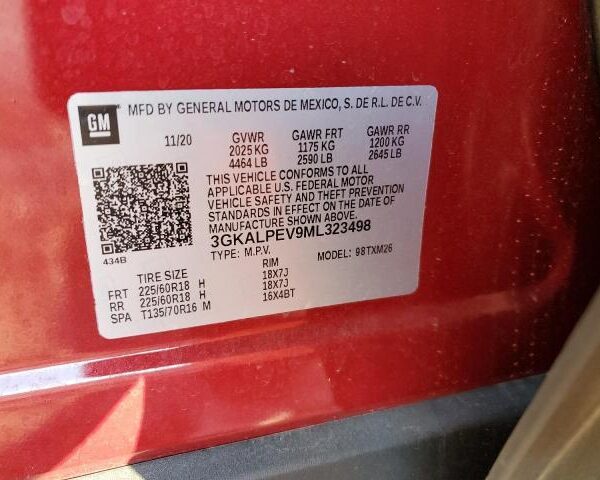 GM MFD BY GENERAL MOTORS DE MEXICO, S. DE R.L. DE C.V.
11/20 GVWR GAWR FRT GAWR RR
2025 KG 1175 KG 1200 KG
4464 LB 2590 LB 2645 LB
THIS VEHICLE CONFORMS TO ALL
APPLICABLE U.S. FEDERAL MOTOR
VEHICLE SAFETY AND THEFT PREVENTION
STANDARDS IN EFFECT ON THE DATE OF
MANUFACTURE SHOWN ABOVE.
3GKALPEV9ML323498
434B TYPE: M.P.V. MODEL: 98TXM26
TIRE SIZE RIM
FRT 225/60R18 H 18X7J
RR 225/60R18 H 18X7J
SPA T135/70R16 M 16X4BT